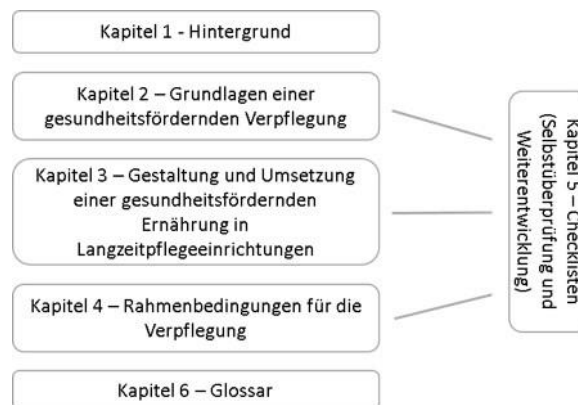 Kapitel 1 - Hintergrund
Kapitel 2 – Grundlagen einer
gesundheitsfördernden Verpflegung
Kapitel 3 – Gestaltung und Umsetzung
einer gesundheitsfördernden
Ernährung in
Langzeitpflegeeinrichtungen
Kapitel 4 – Rahmenbedingungen für die
Verpflegung
Kapitel 5 – Checklisten
(Selbstüberprüfung und
Weiterentwicklung)
Kapitel 6 – Glossar